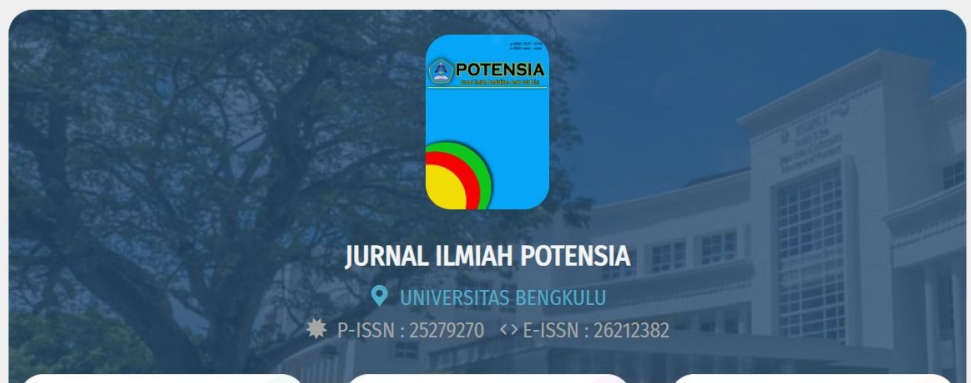 POTENSIA
JURNAL ILMIAH POTENSIA
UNIVERSITAS BENGKULU
P-ISSN : 25279270 <> E-ISSN : 26212382